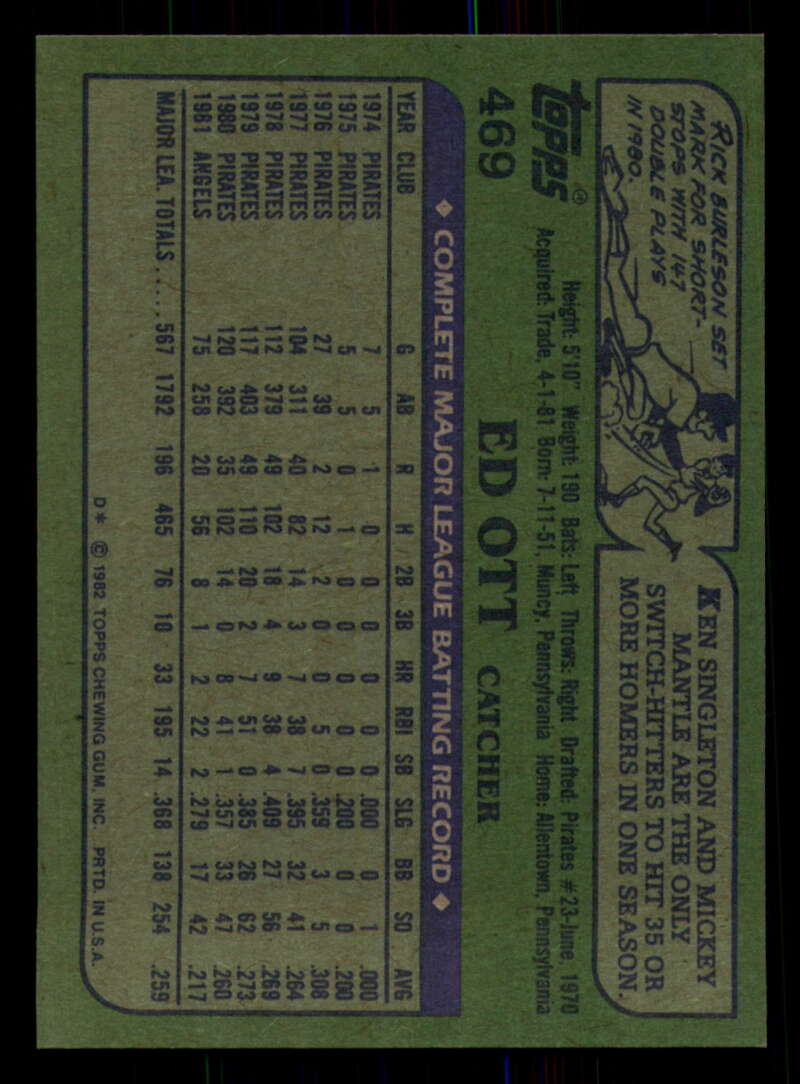 RICK BURLESON SET
MARK FOR SHORT-
STOPS WITH 147
DOUBLE PLAYS
IN 1980.
KEN SINGLETON AND MICKEY
MANTLE ARE THE ONLY
SWITCH-HITTERS TO HIT 35 OR
MORE HOMERS IN ONE SEASON.
Topps®
Height: 5'10" Weight: 190 Bats: Left Throws: Right Drafted: Pirates #23-June, 1970
Acquired: Trade, 4-1-81 Born: 7-11-51, Muncy, Pennsylvania Home: Allentown, Pennsylvania
469 ED OTT CATCHER
◆ COMPLETE MAJOR LEAGUE BATTING RECORD ◆
YEAR CLUB G AB R H 2B 3B HR RBI SB SLG BB SO AVG
1974 PIRATES 7 5 1 0 0 0 0 0 0 .000 0 1 .000
1975 PIRATES 5 5 0 1 0 0 0 0 0 .200 0 0 .200
1976 PIRATES 27 39 2 12 2 0 0 5 0 .359 3 5 .308
1977 PIRATES 104 311 40 82 14 3 7 38 7 .395 32 41 .264
1978 PIRATES 112 379 49 102 18 4 9 38 4 .409 27 56 .269
1979 PIRATES 117 403 49 110 20 2 7 51 0 .385 26 62 .273
1980 PIRATES 120 392 35 102 14 0 8 41 1 .357 33 47 .260
1981 ANGELS 75 258 20 56 8 1 2 22 2 .279 17 42 .217
MAJOR LEA. TOTALS ..... 567 1792 196 465 76 10 33 195 14 .368 138 254 .259
D* © 1982 TOPPS CHEWING GUM, INC. PRTD. IN U.S.A.